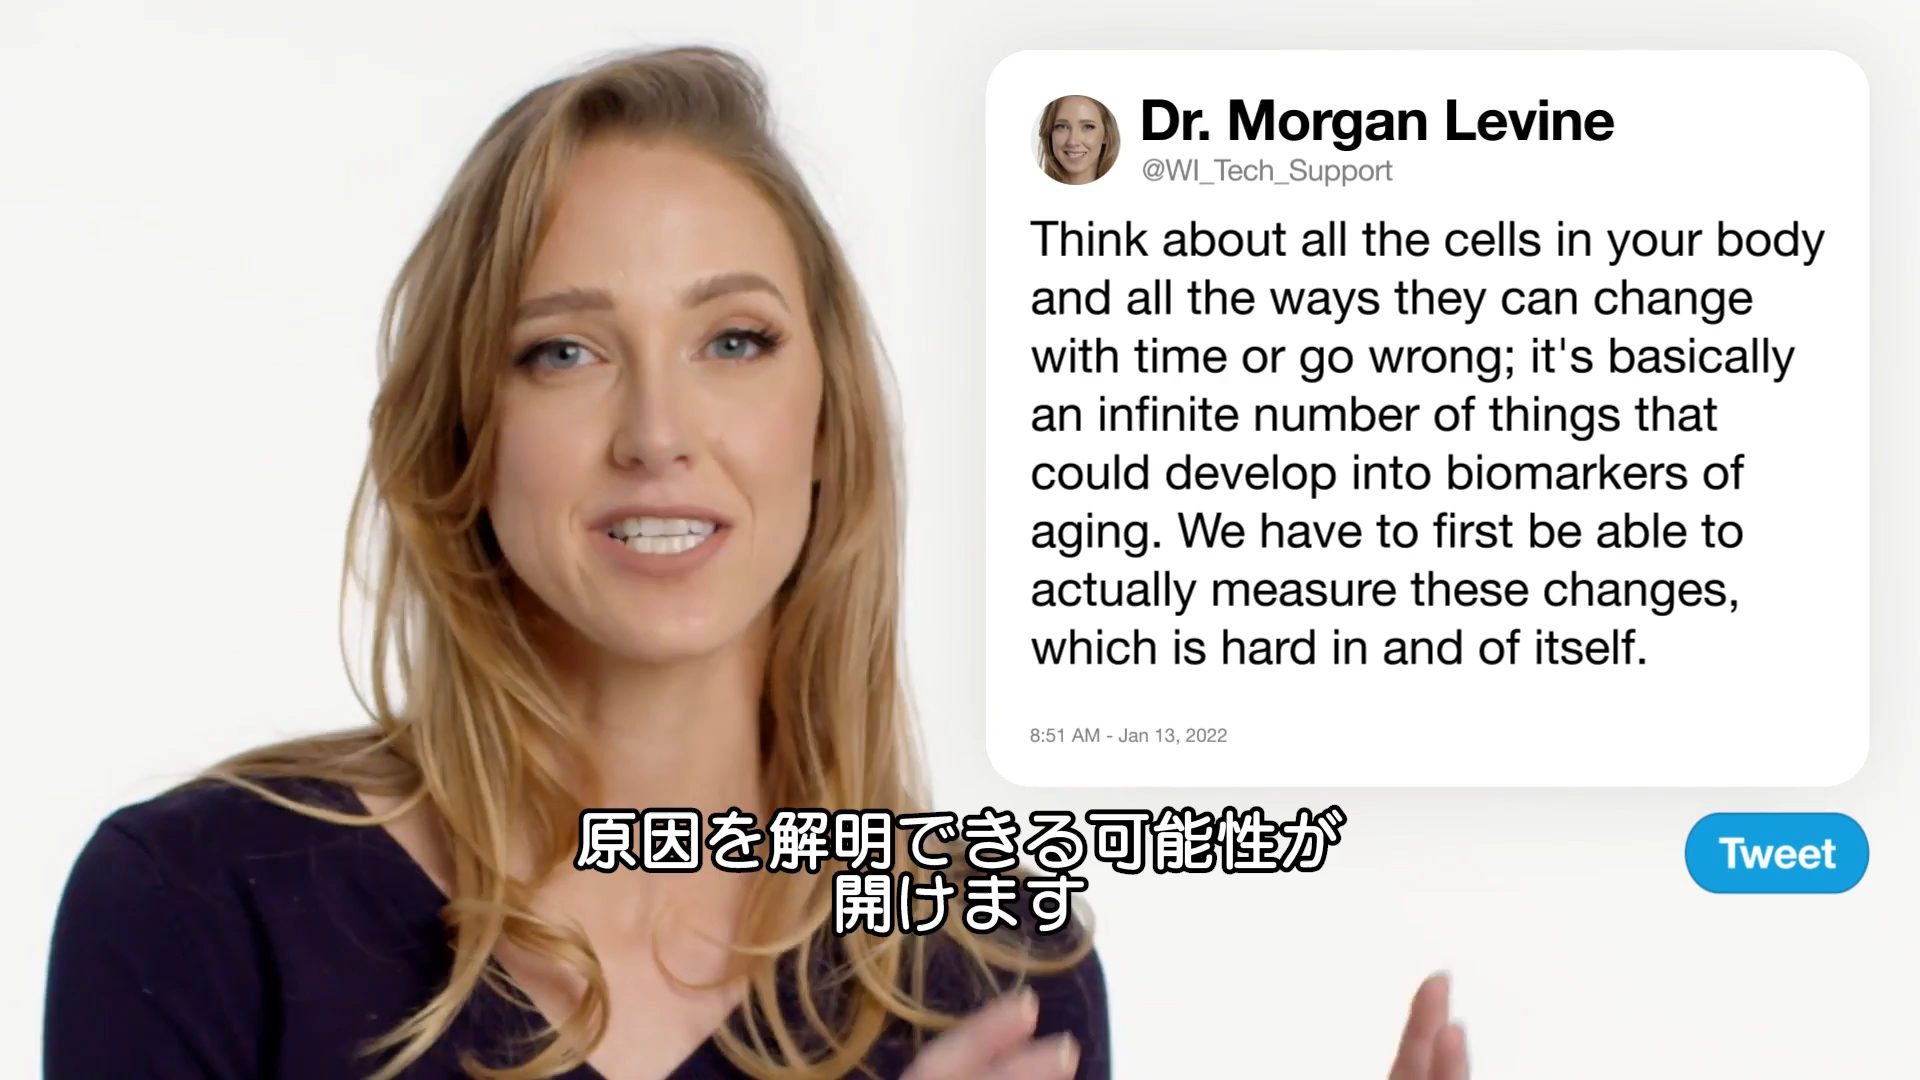 Dr. Morgan Levine
@WI_Tech_Support
Think about all the cells in your body
and all the ways they can change
with time or go wrong; it's basically
an infinite number of things that
could develop into biomarkers of
aging. We have to first be able to
actually measure these changes,
which is hard in and of itself.
8:51 AM - Jan 13, 2022
原因を解明できる可能性が
開けます
Tweet